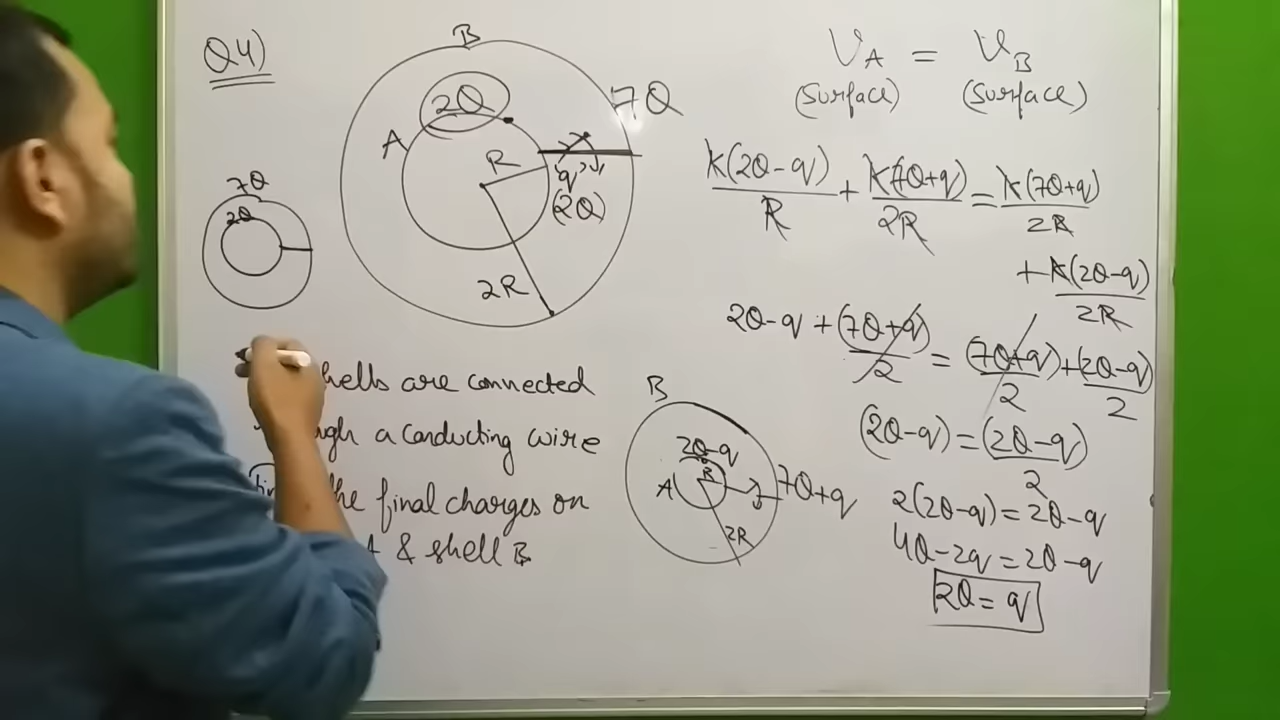 Q4)
B
2Q
7Q
A
R
q
(2Q)
2R
7Q
2Q
shells are connected
a conducting wire
the final charges on
A & shell B
V_A = V_B
(surface) (surface)
k(2Q-q)/R + k(7Q+q)/2R = k(7Q+q)/2R
+ k(2Q-q)/2R
2Q-q + (7Q+q)/2 = (7Q+q)/2 + (2Q-q)/2
(2Q-q) = (2Q-q)/2
2(2Q-q) = 2Q-q
4Q-2q = 2Q-q
2Q = q
B
2Q-q
A
R
7Q+q
2R